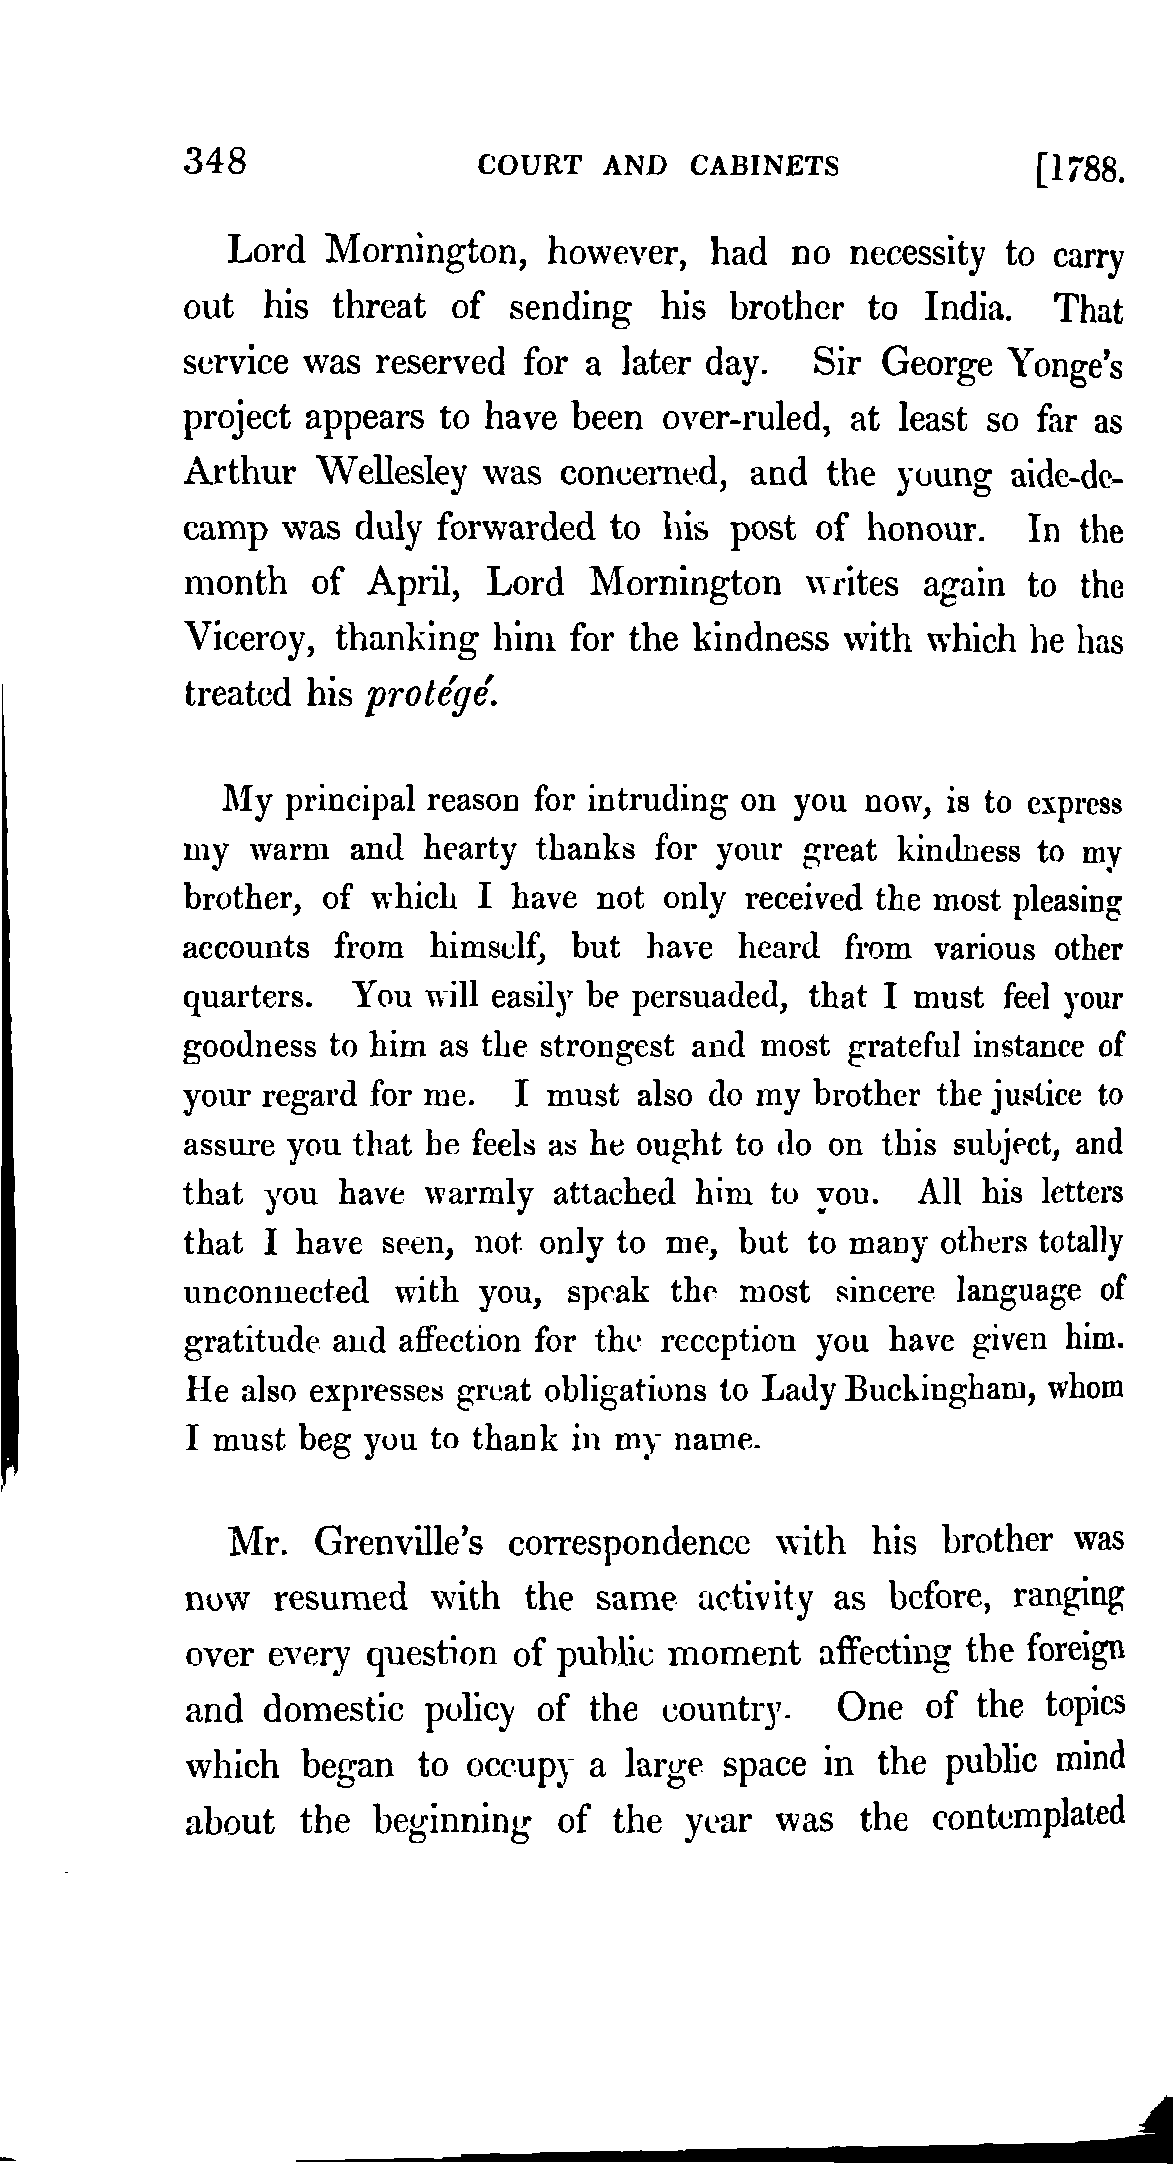 348 COURT AND CABINETS [1788.
Lord Mornington, however, had no necessity to carry
out his threat of sending his brother to India. That
service was reserved for a later day. Sir George Yonge's
project appears to have been over-ruled, at least so far as
Arthur Wellesley was concerned, and the young aide-de-
camp was duly forwarded to his post of honour. In the
month of April, Lord Mornington writes again to the
Viceroy, thanking him for the kindness with which he has
treated his protégé.
My principal reason for intruding on you now, is to express
my warm and hearty thanks for your great kindness to my
brother, of which I have not only received the most pleasing
accounts from himself, but have heard from various other
quarters. You will easily be persuaded, that I must feel your
goodness to him as the strongest and most grateful instance of
your regard for me. I must also do my brother the justice to
assure you that he feels as he ought to do on this subject, and
that you have warmly attached him to you. All his letters
that I have seen, not only to me, but to many others totally
unconnected with you, speak the most sincere language of
gratitude and affection for the reception you have given him.
He also expresses great obligations to Lady Buckingham, whom
I must beg you to thank in my name.
Mr. Grenville's correspondence with his brother was
now resumed with the same activity as before, ranging
over every question of public moment affecting the foreign
and domestic policy of the country. One of the topics
which began to occupy a large space in the public mind
about the beginning of the year was the contemplated